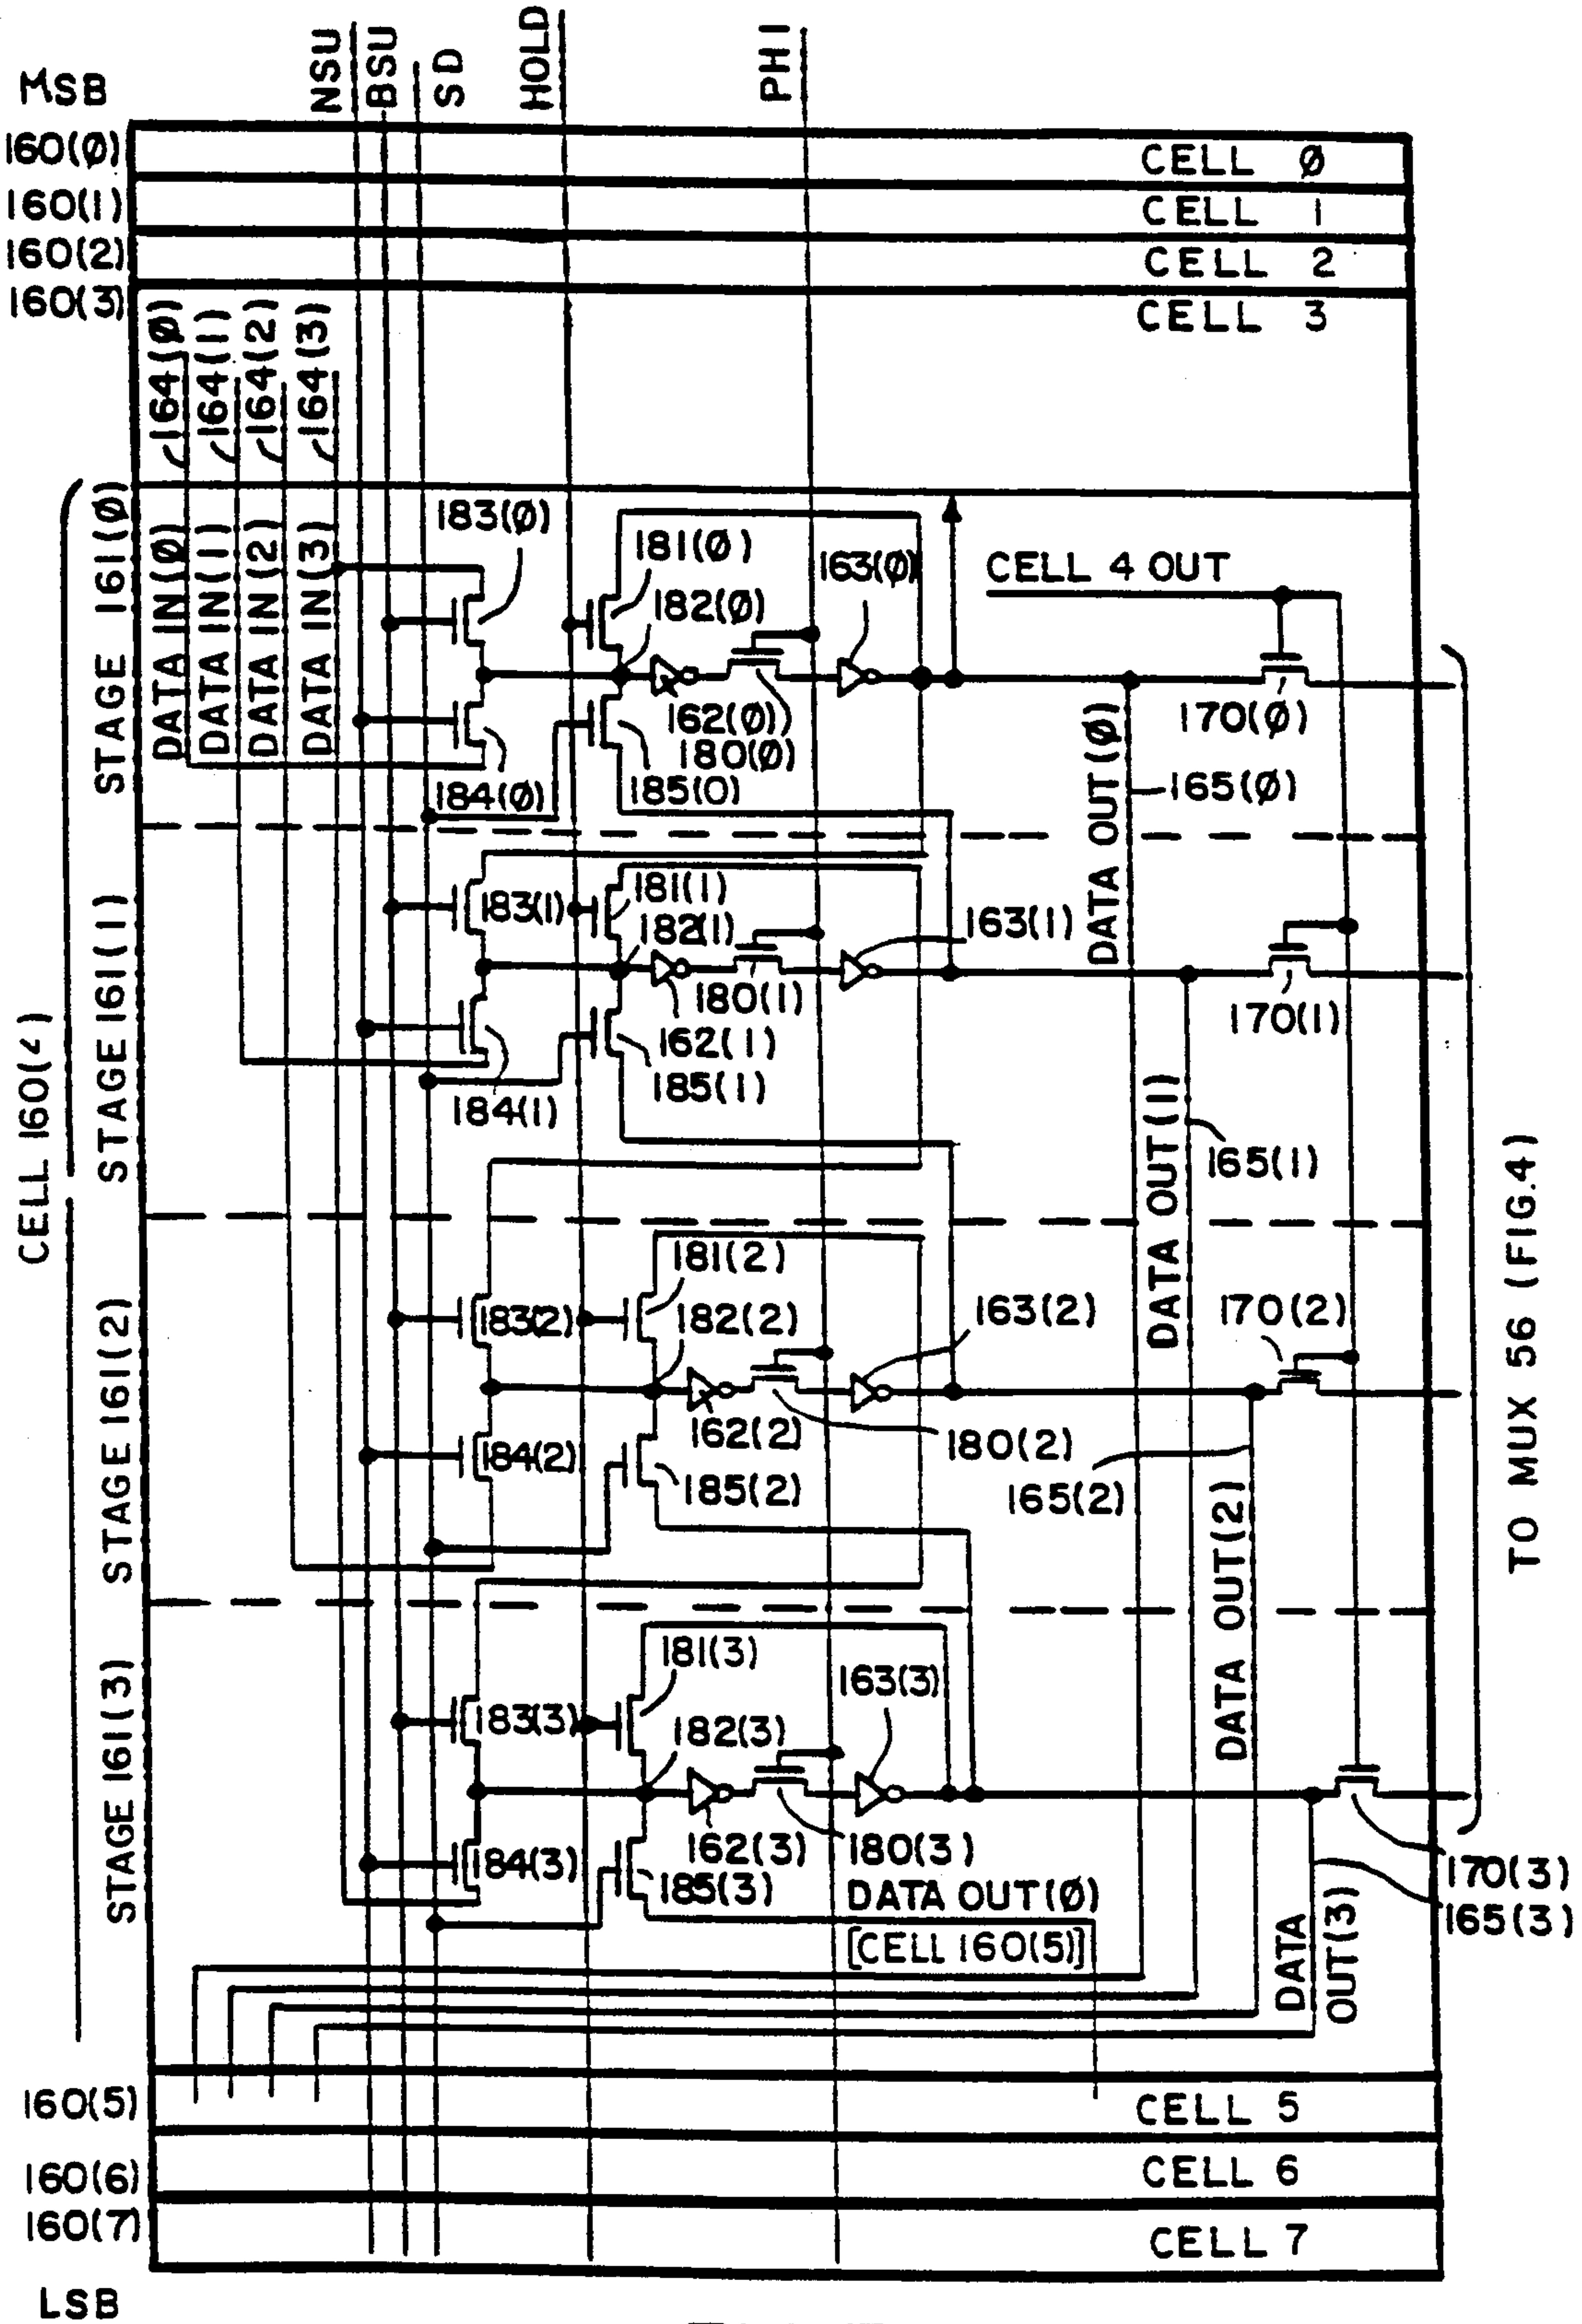 MSB
NSU
BSU
SD
HOLD
PHI
160(Ø)
CELL Ø
160(1)
CELL 1
160(2)
CELL 2
160(3)
CELL 3
164(Ø)
164(1)
164(2)
164(3)
CELL 160(4)
STAGE 161(Ø)
DATA IN(Ø)
DATA IN(1)
DATA IN(2)
DATA IN(3)
183(Ø)
181(Ø)
182(Ø)
163(Ø)
CELL 4 OUT
162(Ø)
180(Ø)
170(Ø)
184(Ø)
185(0)
DATA OUT(Ø)
165(Ø)
STAGE 161(1)
183(1)
181(1)
182(1)
163(1)
180(1)
170(1)
162(1)
184(1)
185(1)
DATA OUT(1)
165(1)
STAGE 161(2)
183(2)
181(2)
182(2)
163(2)
170(2)
162(2)
180(2)
184(2)
185(2)
165(2)
DATA OUT(2)
TO MUX 56 (FIG.4)
STAGE 161(3)
183(3)
181(3)
182(3)
163(3)
162(3)
180(3)
184(3)
185(3)
170(3)
165(3)
DATA OUT(Ø)
[CELL 160(5)]
DATA
OUT(3)
160(5)
CELL 5
160(6)
CELL 6
160(7)
CELL 7
LSB